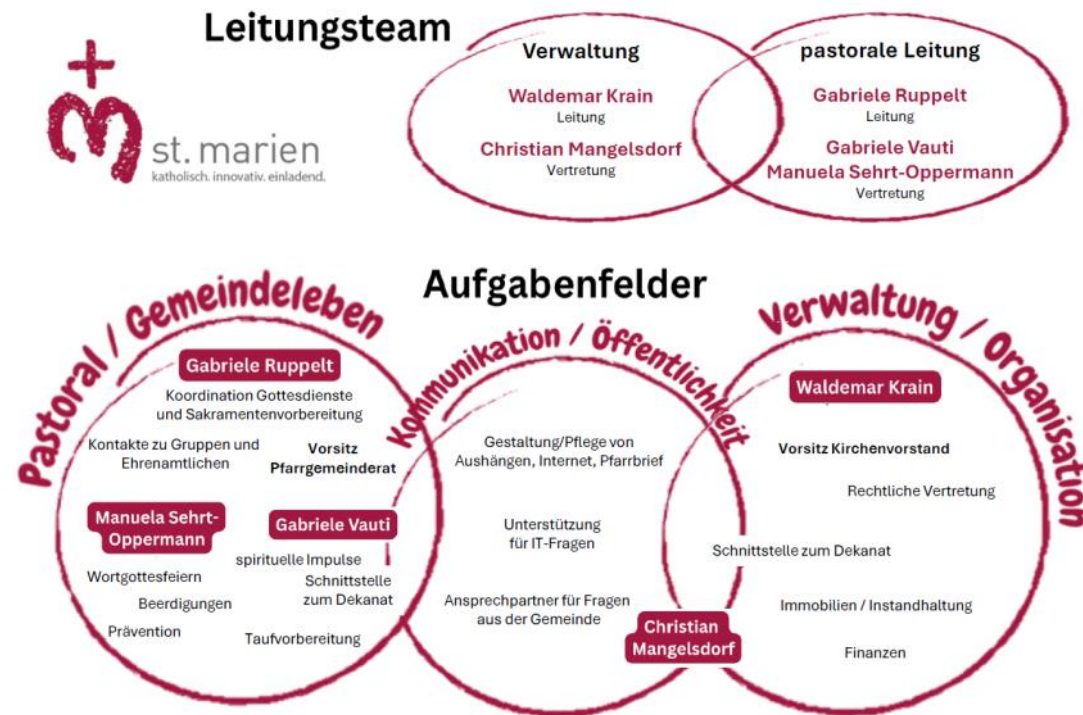 Leitungsteam
st. marien
katholisch. innovativ. einladend.
Verwaltung
Waldemar Krain
Leitung
Christian Mangelsdorf
Vertretung
pastorale Leitung
Gabriele Ruppelt
Leitung
Gabriele Vauti
Manuela Sehrt-Oppermann
Vertretung
Aufgabenfelder
Pastoral / Gemeindeleben
Gabriele Ruppelt
Koordination Gottesdienste
und Sakramentenvorbereitung
Kontakte zu Gruppen und
Ehrenamtlichen
Vorsitz
Pfarrgemeinderat
Manuela Sehrt-
Oppermann
Wortgottesfeiern
Beerdigungen
Prävention
Gabriele Vauti
spirituelle Impulse
Schnittstelle
zum Dekanat
Taufvorbereitung
Kommunikation / Öffentlichkeit
Gestaltung/Pflege von
Aushängen, Internet, Pfarrbrief
Unterstützung
für IT-Fragen
Ansprechpartner für Fragen
aus der Gemeinde
Christian
Mangelsdorf
Verwaltung / Organisation
Waldemar Krain
Vorsitz Kirchenvorstand
Rechtliche Vertretung
Schnittstelle zum Dekanat
Immobilien / Instandhaltung
Finanzen